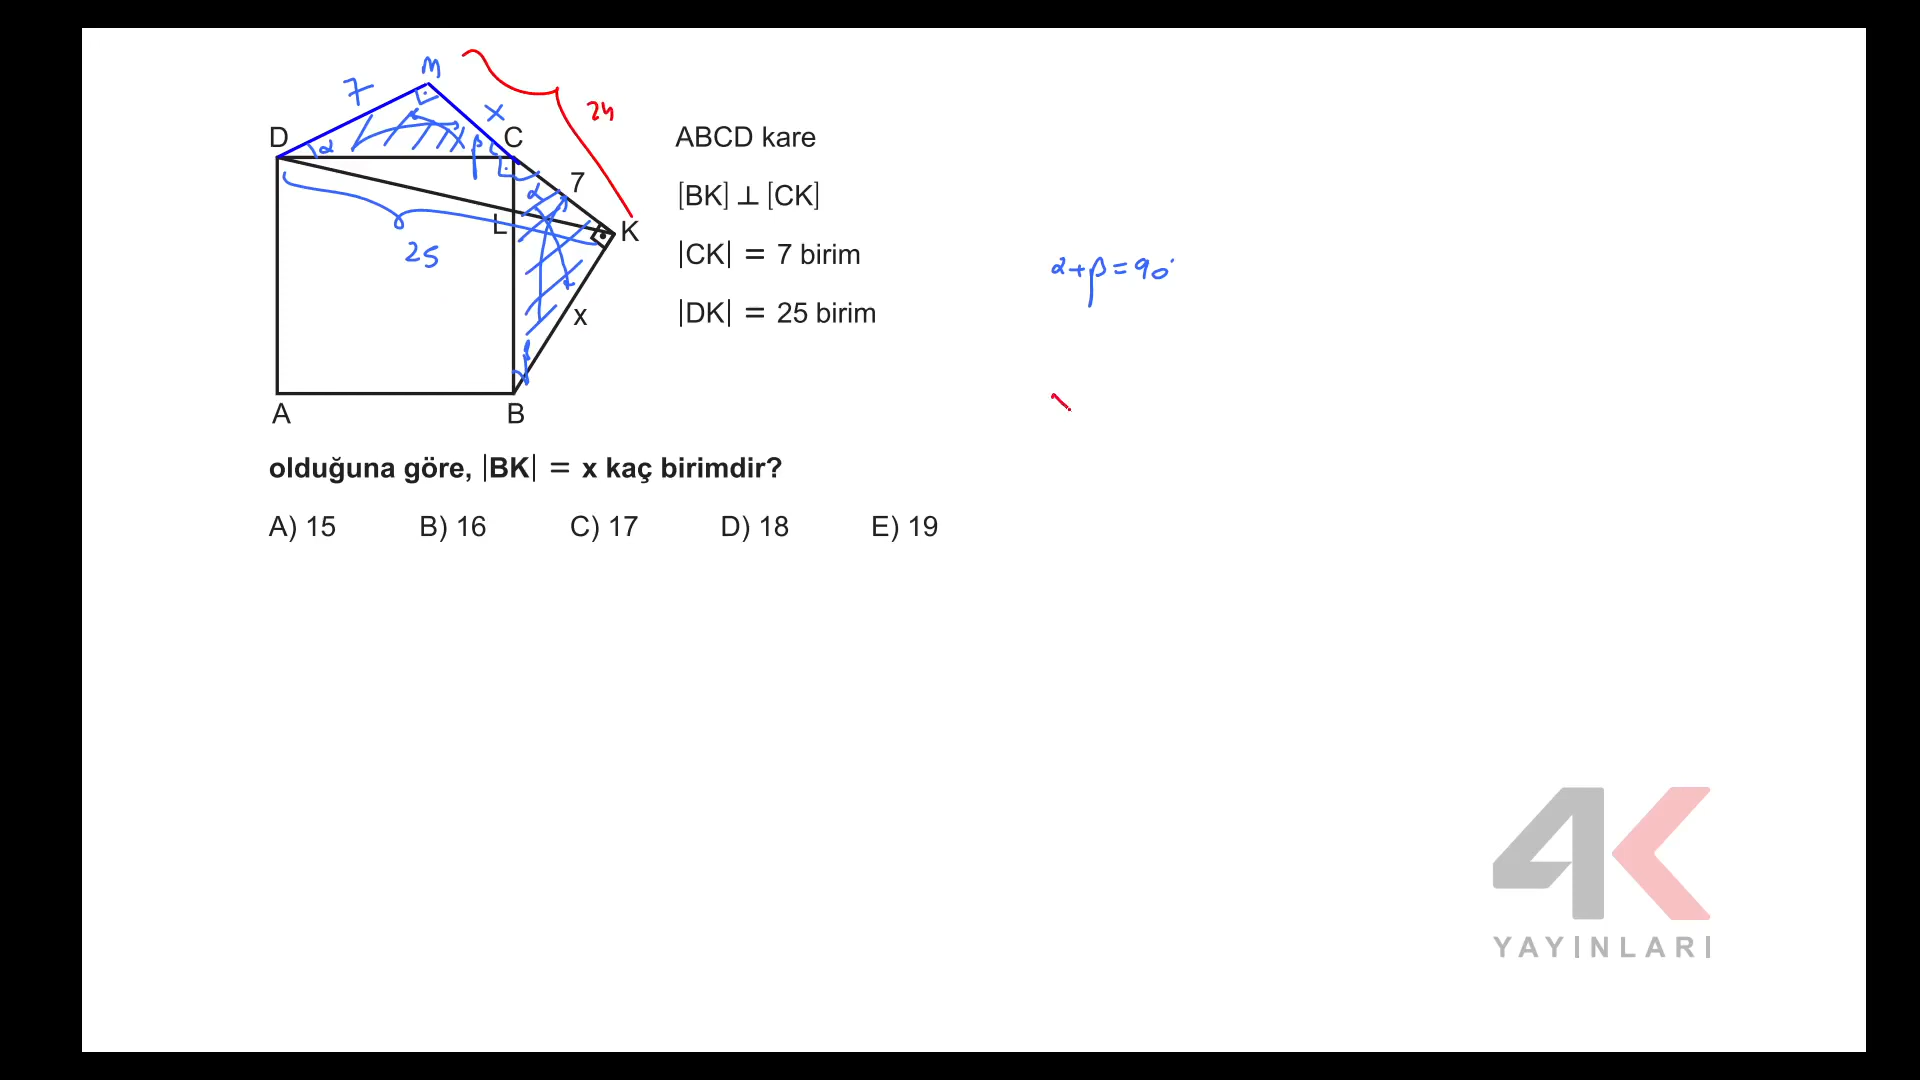 M
7
x
24
D
α
β
C
ABCD kare
α
7
[BK] ⊥ [CK]
L
K
25
|CK| = 7 birim
α+β=90°
x
|DK| = 25 birim
β
A
B
olduğuna göre, |BK| = x kaç birimdir?
A) 15 B) 16 C) 17 D) 18 E) 19
4K
YAYINLARI